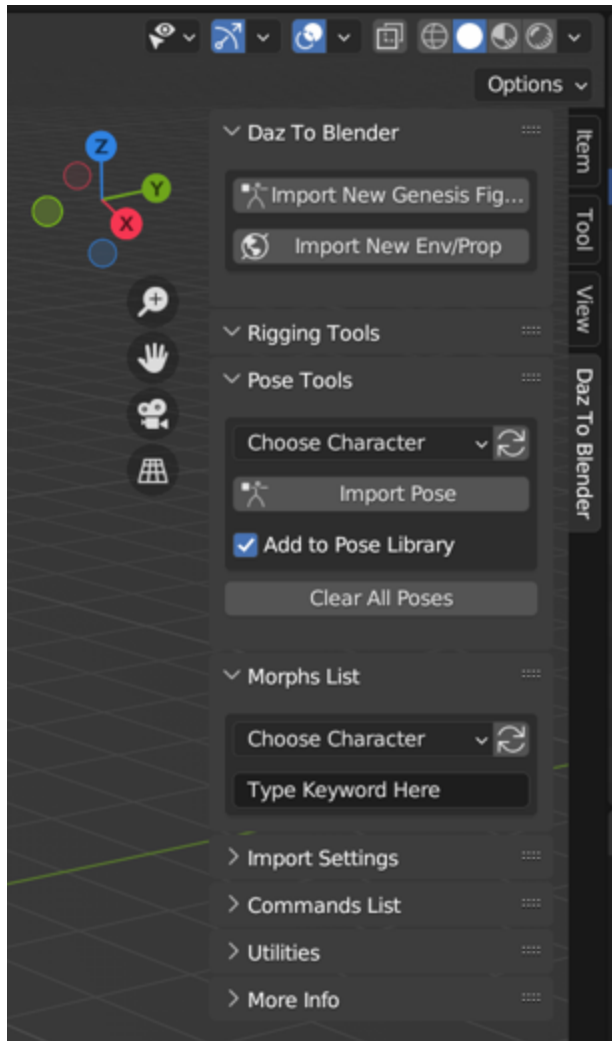 Options
Z
Y
X
Daz To Blender
Import New Genesis Fig...
Import New Env/Prop
Rigging Tools
Pose Tools
Choose Character
Import Pose
Add to Pose Library
Clear All Poses
Morphs List
Choose Character
Type Keyword Here
Import Settings
Commands List
Utilities
More Info
Item
Tool
View
Daz To Blender